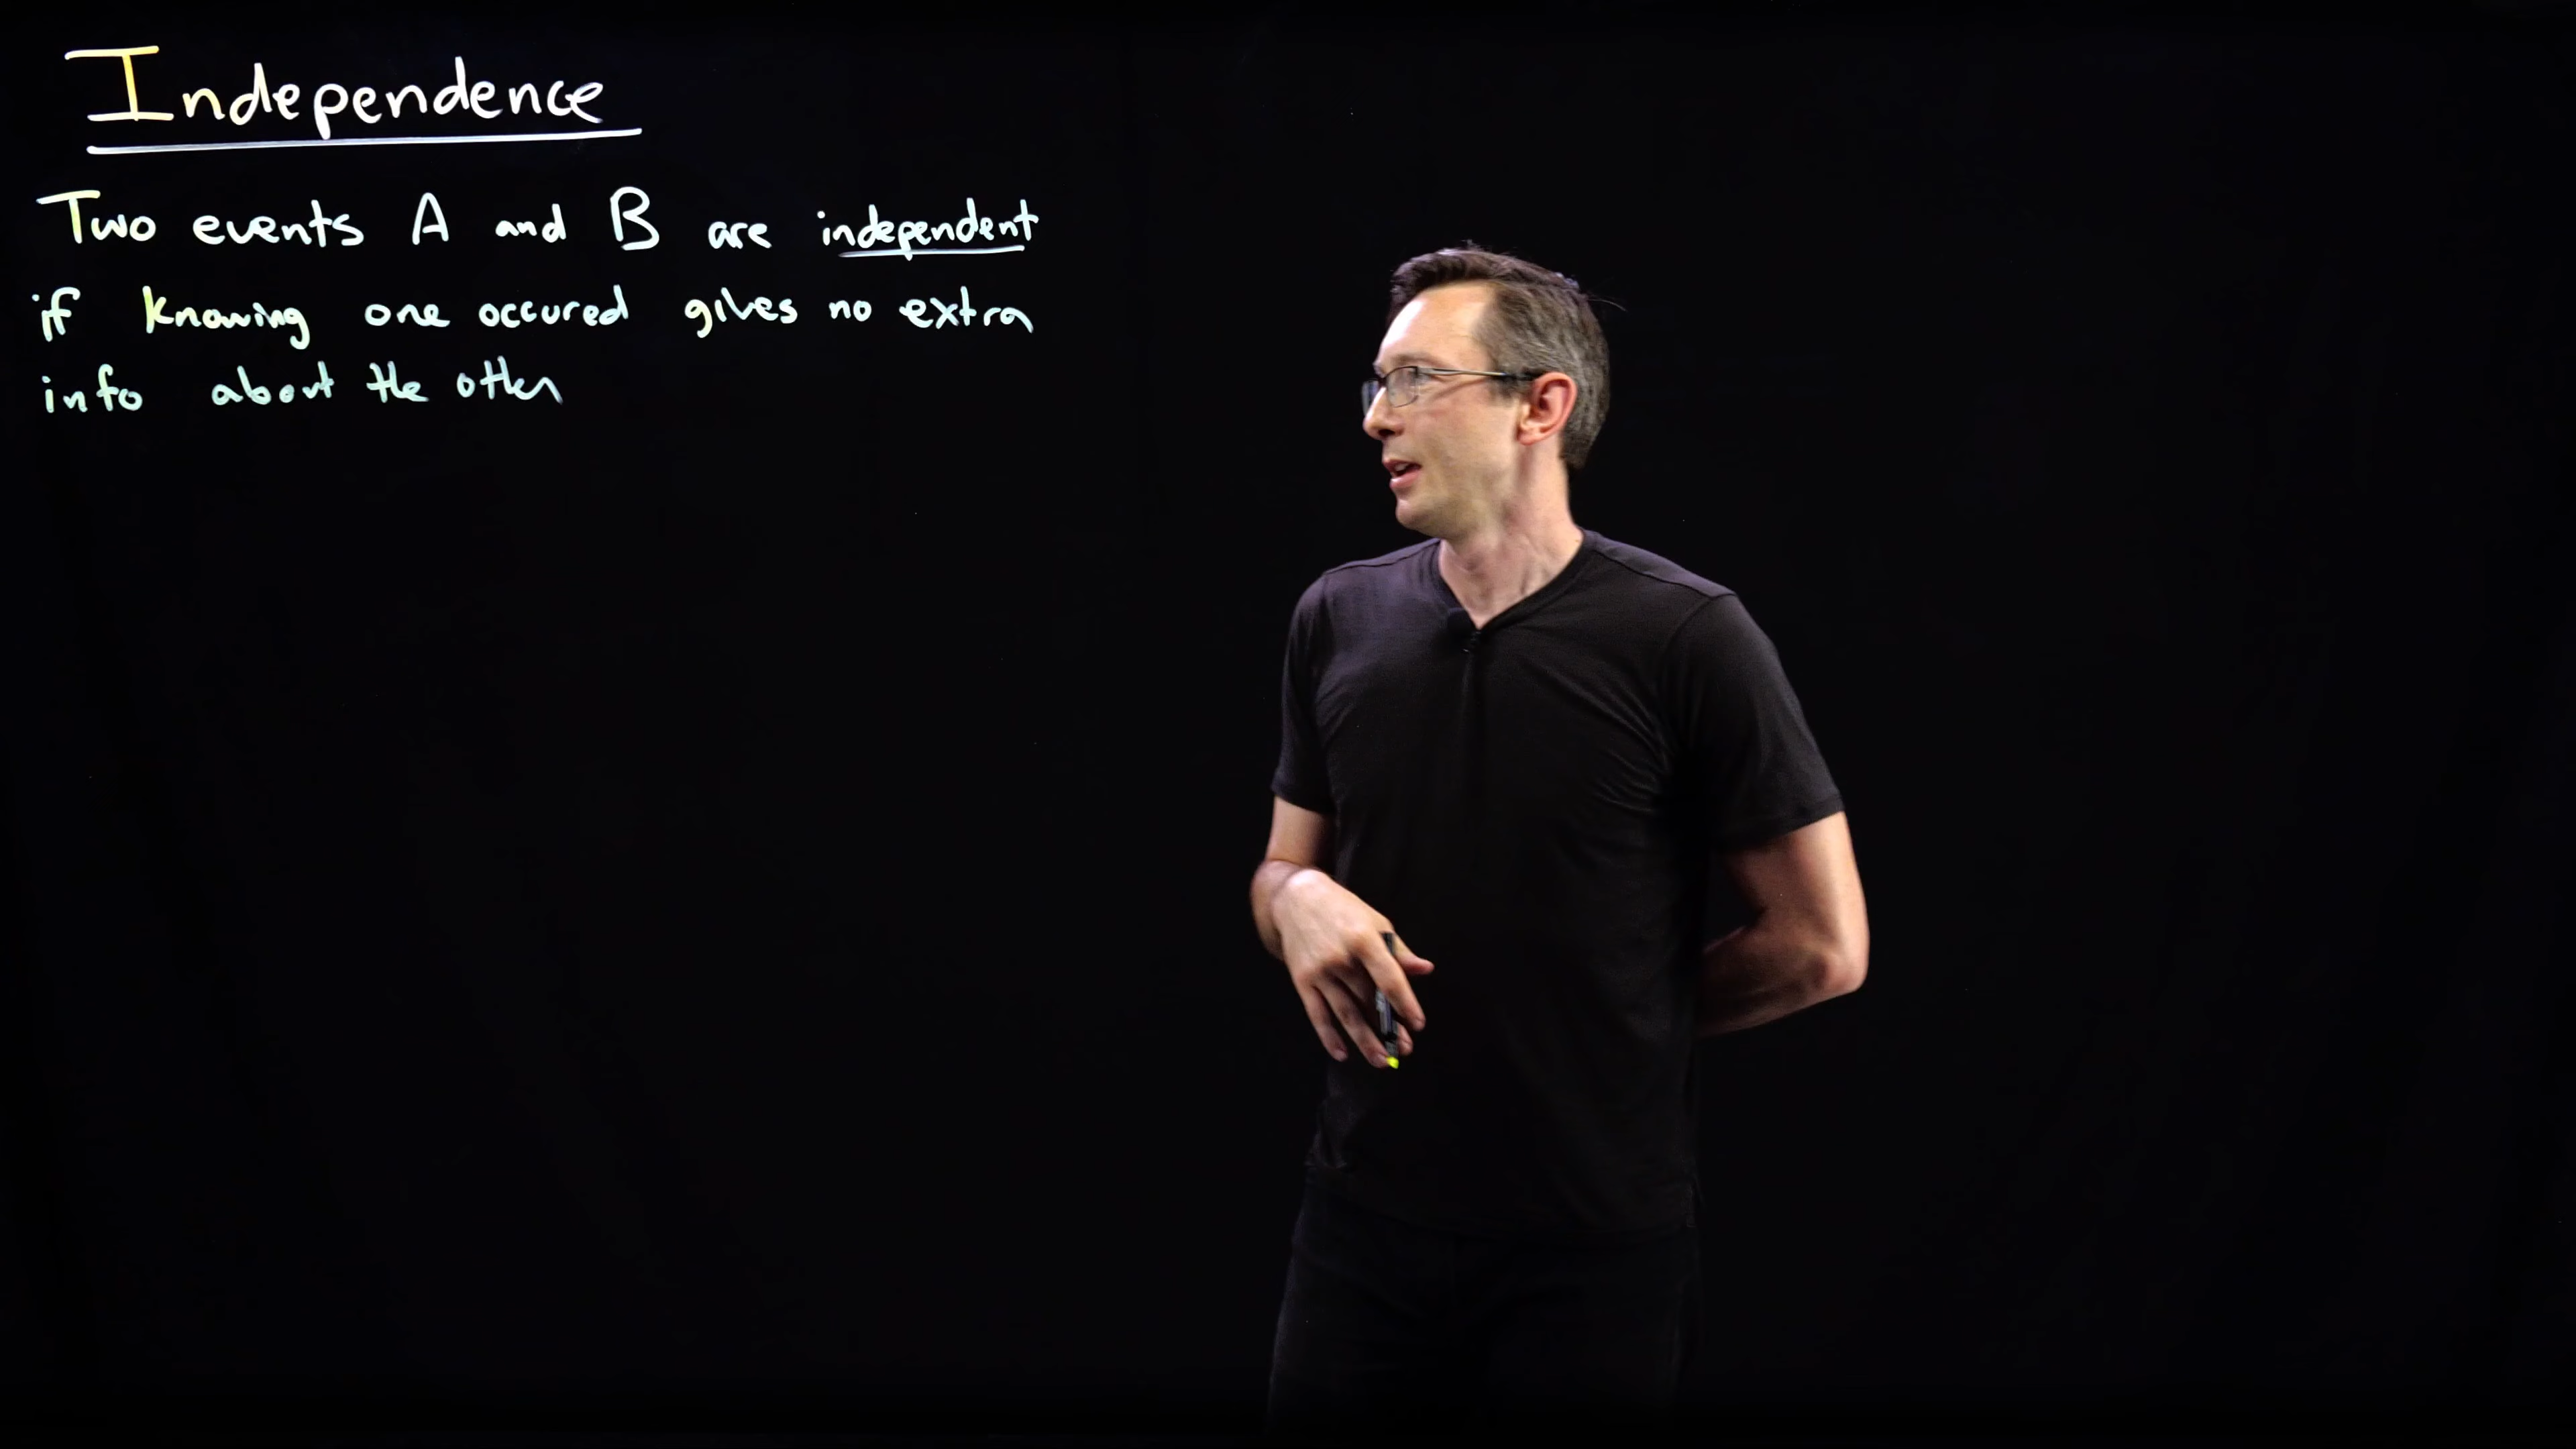 Independence
Two events A and B are independent
if knowing one occured gives no extra
info about the other